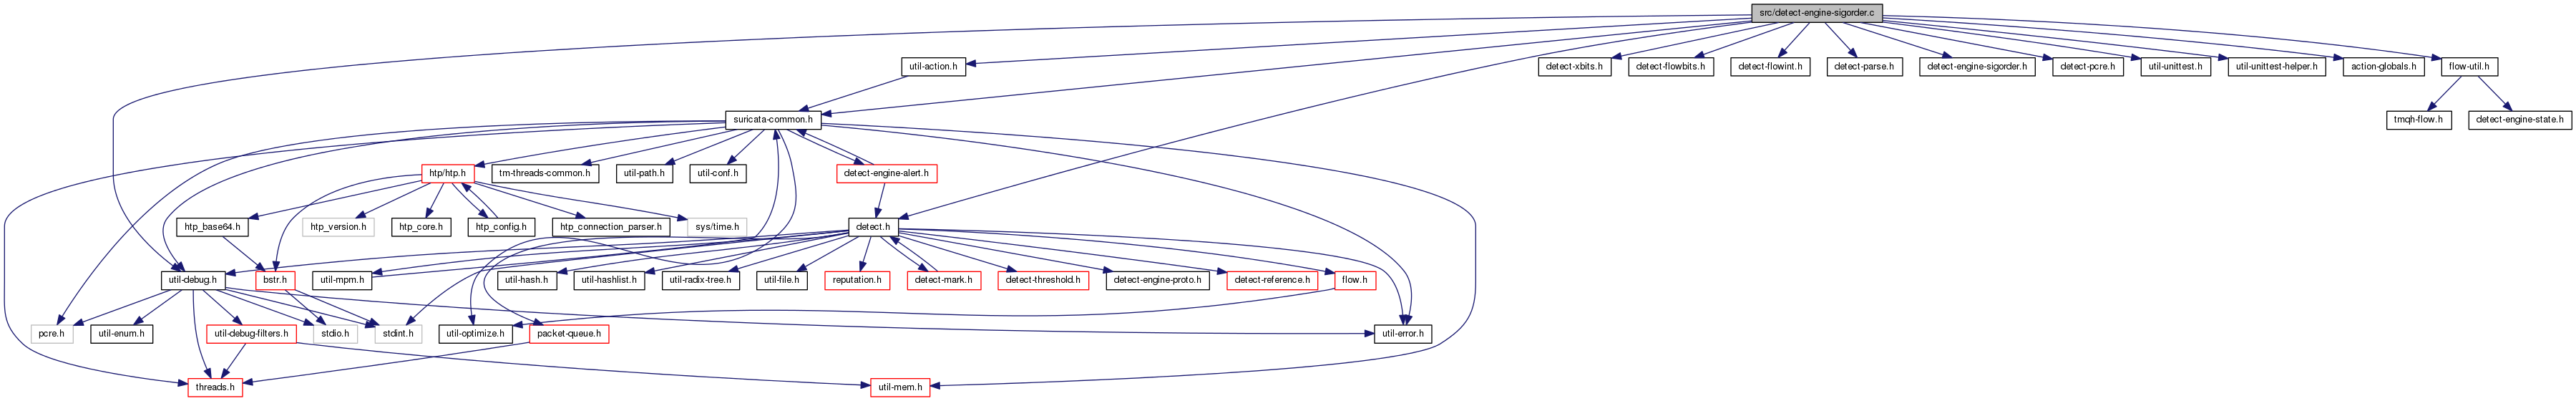 src/detect-engine-sigorder.c
util-action.h
detect-xbits.h
detect-flowbits.h
detect-flowint.h
detect-parse.h
detect-engine-sigorder.h
detect-pcre.h
util-unittest.h
util-unittest-helper.h
action-globals.h
flow-util.h
suricata-common.h
tmqh-flow.h
detect-engine-state.h
htp/htp.h
tm-threads-common.h
util-path.h
util-conf.h
detect-engine-alert.h
htp_base64.h
htp_version.h
htp_core.h
htp_config.h
htp_connection_parser.h
sys/time.h
detect.h
util-debug.h
bstr.h
util-mpm.h
util-hash.h
util-hashlist.h
util-radix-tree.h
util-file.h
reputation.h
detect-mark.h
detect-threshold.h
detect-engine-proto.h
detect-reference.h
flow.h
pcre.h
util-enum.h
util-debug-filters.h
stdio.h
stdint.h
util-optimize.h
packet-queue.h
util-error.h
threads.h
util-mem.h